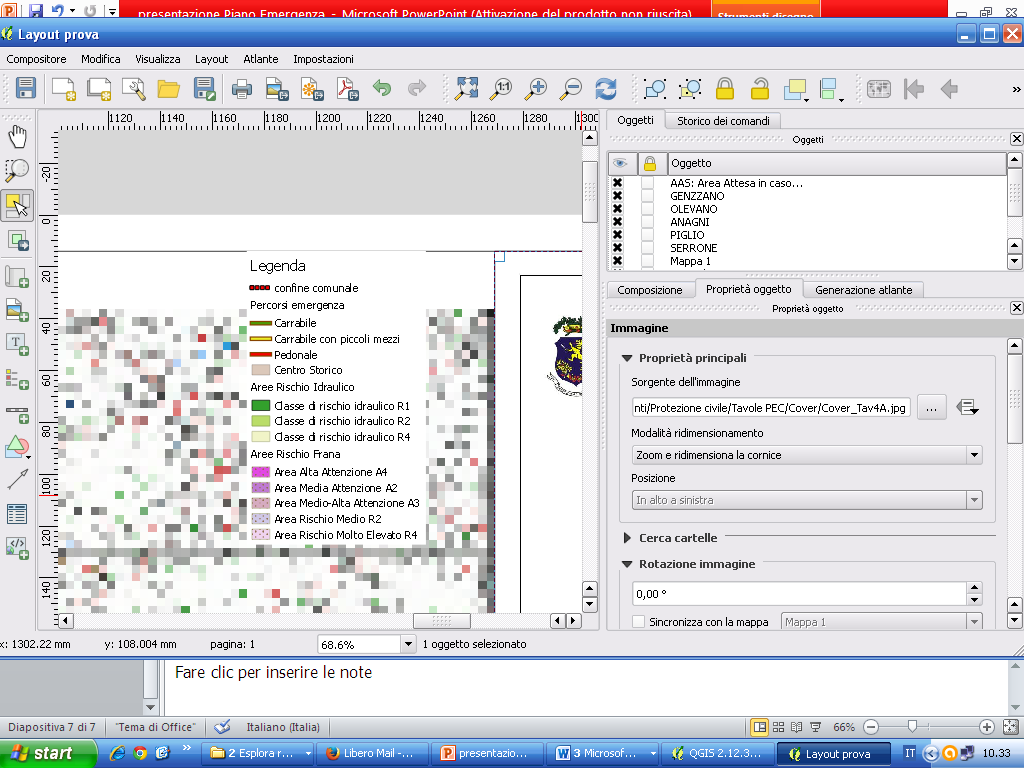 presentazione Piano Emergenza - Microsoft PowerPoint (Attivazione del prodotto non riuscita)
Strumenti disegno
Layout prova
Compositore Modifica Visualizza Layout Atlante Impostazioni
1:1
»
1120 1140 1160 1180 1200 1220 1240 1260 1280 1300
-20
0
20
40
60
80
100
120
140
Legenda
confine comunale
Percorsi emergenza
Carrabile
Carrabile con piccoli mezzi
Pedonale
Centro Storico
Aree Rischio Idraulico
Classe di rischio idraulico R1
Classe di rischio idraulico R2
Classe di rischio idraulico R4
Aree Rischio Frana
Area Alta Attenzione A4
Area Media Attenzione A2
Area Medio-Alta Attenzione A3
Area Rischio Medio R2
Area Rischio Molto Elevato R4
Oggetti Storico dei comandi
Oggetti
Oggetto
AAS: Area Attesa in caso...
GENZZANO
OLEVANO
ANAGNI
PIGLIO
SERRONE
Mappa 1
Composizione Proprietà oggetto Generazione atlante
Proprietà oggetto
Immagine
Proprietà principali
Sorgente dell'immagine
nti/Protezione civile/Tavole PEC/Cover/Cover_Tav4A.jpg ...
Modalità ridimensionamento
Zoom e ridimensiona la cornice
Posizione
In alto a sinistra
Cerca cartelle
Rotazione immagine
0,00 °
Sincronizza con la mappa Mappa 1
x: 1302.22 mm y: 108.004 mm pagina: 1 68.6% 1 oggetto selezionato
Fare clic per inserire le note
Diapositiva 7 di 7 "Tema di Office" Italiano (Italia) 66%
start » 2 Esplora r... Libero Mail -... presentazio... 3 Microsof... QGIS 2.12.3... Layout prova IT 10.33